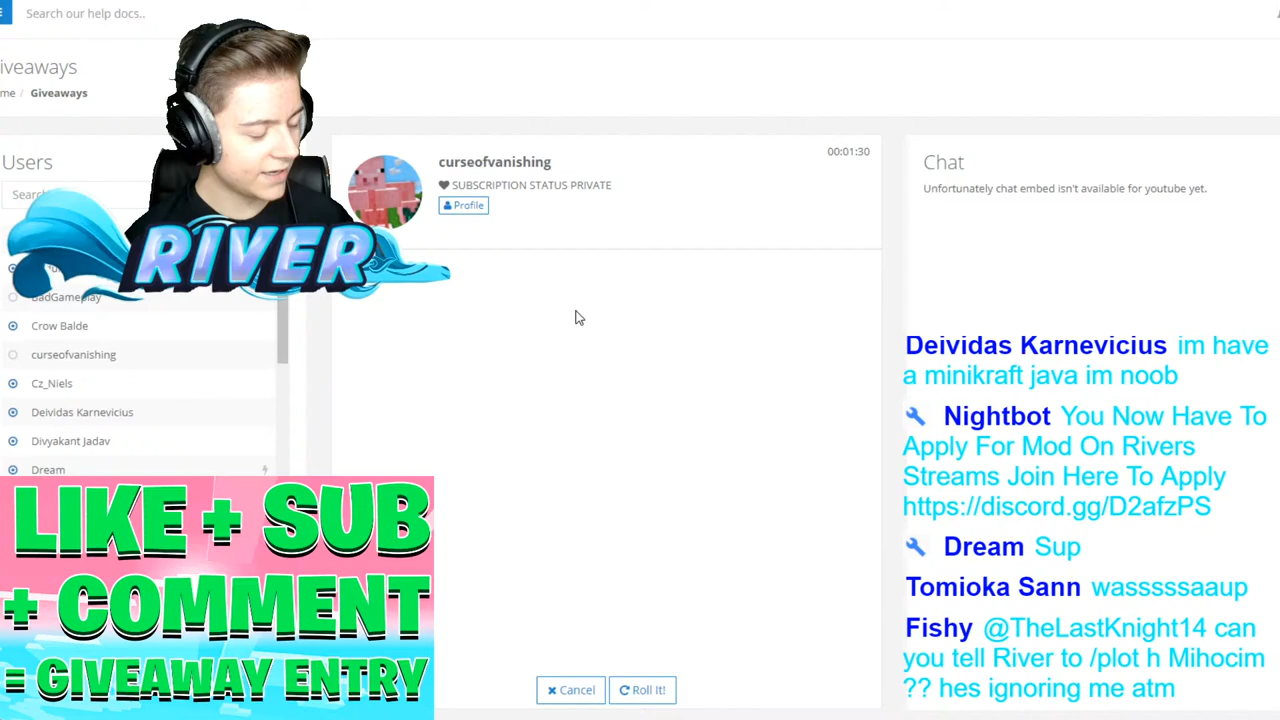 Search our help docs..
iveaways
me / Giveaways
Users
Sear
BadGameplay
Crow Balde
curseofvanishing
Cz_Niels
Deividas Karnevicius
Divyakant Jadav
Dream
RIVER
curseofvanishing
SUBSCRIPTION STATUS PRIVATE
Profile
00:01:30
Cancel
Roll It!
Chat
Unfortunately chat embed isn't available for youtube yet.
Deividas Karnevicius im have
a minikraft java im noob
Nightbot You Now Have To
Apply For Mod On Rivers
Streams Join Here To Apply
https://discord.gg/D2afzPS
Dream Sup
Tomioka Sann wasssssaaup
Fishy @TheLastKnight14 can
you tell River to /plot h Mihocim
?? hes ignoring me atm
LIKE + SUB
+ COMMENT
= GIVEAWAY ENTRY